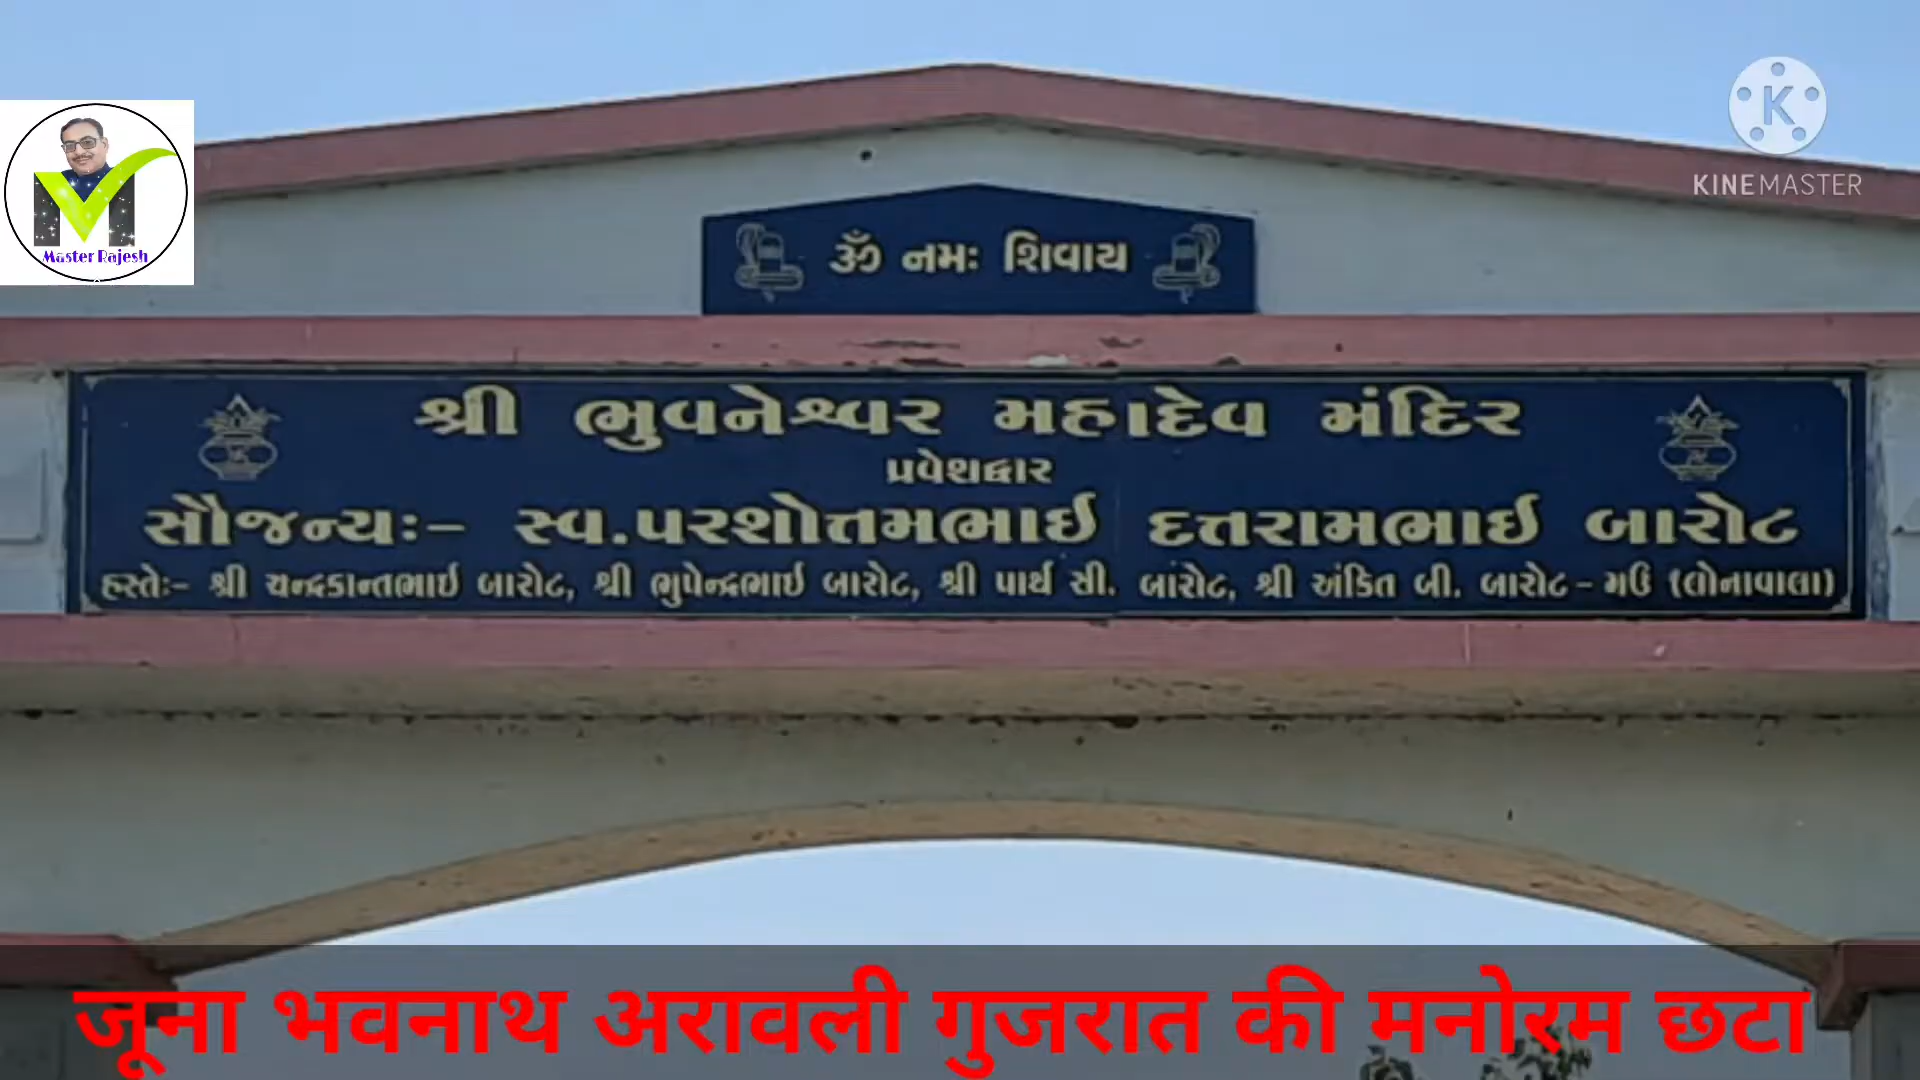 Master Rajesh
KINEMASTER
ૐ નમઃ શિવાય
શ્રી ભુવનેશ્વર મહાદેવ મંદિર
પ્રવેશદ્વાર
સૌજન્યઃ- સ્વ.પરશોત્તમભાઈ દત્તરામભાઈ બારોટ
હસ્તેઃ- શ્રી ચન્દ્રકાન્તભાઈ બારોટ, શ્રી ભુપેન્દ્રભાઈ બારોટ, શ્રી પાર્થ સી. બારોટ, શ્રી અંકિત બી. બારોટ - મઉ (લોનાવાલા)
जूना भवनाथ अरावली गुजरात की मनोरम छटा